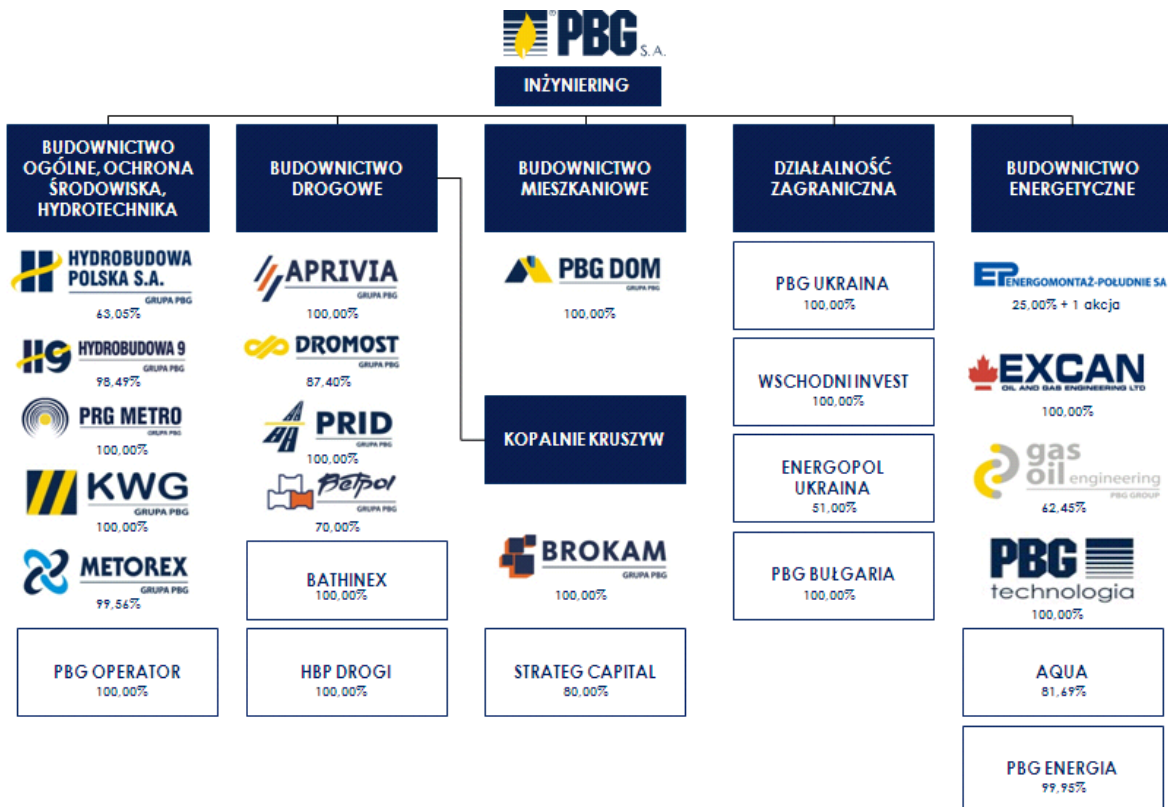 PBG S.A.
INŻYNIERING
BUDOWNICTWO
OGÓLNE, OCHRONA
ŚRODOWISKA,
HYDROTECHNIKA
HYDROBUDOWA
POLSKA S.A.
GRUPA PBG
63,05%
H9 HYDROBUDOWA 9
GRUPA PBG
98,49%
PRG METRO
GRUPA PBG
100,00%
KWG
GRUPA PBG
100,00%
METOREX
GRUPA PBG
99,56%
PBG OPERATOR
100,00%
BUDOWNICTWO
DROGOWE
APRIVIA
GRUPA PBG
100,00%
DROMOST
GRUPA PBG
87,40%
PRID
GRUPA PBG
100,00%
Betpol
GRUPA PBG
70,00%
BATHINEX
100,00%
HBP DROGI
100,00%
BUDOWNICTWO
MIESZKANIOWE
PBG DOM
GRUPA PBG
100,00%
KOPALNIE KRUSZYW
BROKAM
GRUPA PBG
100,00%
STRATEG CAPITAL
80,00%
DZIAŁALNOŚĆ
ZAGRANICZNA
PBG UKRAINA
100,00%
WSCHODNI INVEST
100,00%
ENERGOPOL
UKRAINA
51,00%
PBG BUŁGARIA
100,00%
BUDOWNICTWO
ENERGETYCZNE
EP ENERGOMONTAŻ-POŁUDNIE SA
25,00% + 1 akcja
EXCAN
OIL AND GAS ENGINEERING LTD
100,00%
gas
oil engineering
PBG GROUP
62,45%
PBG
technologia
100,00%
AQUA
81,69%
PBG ENERGIA
99,95%